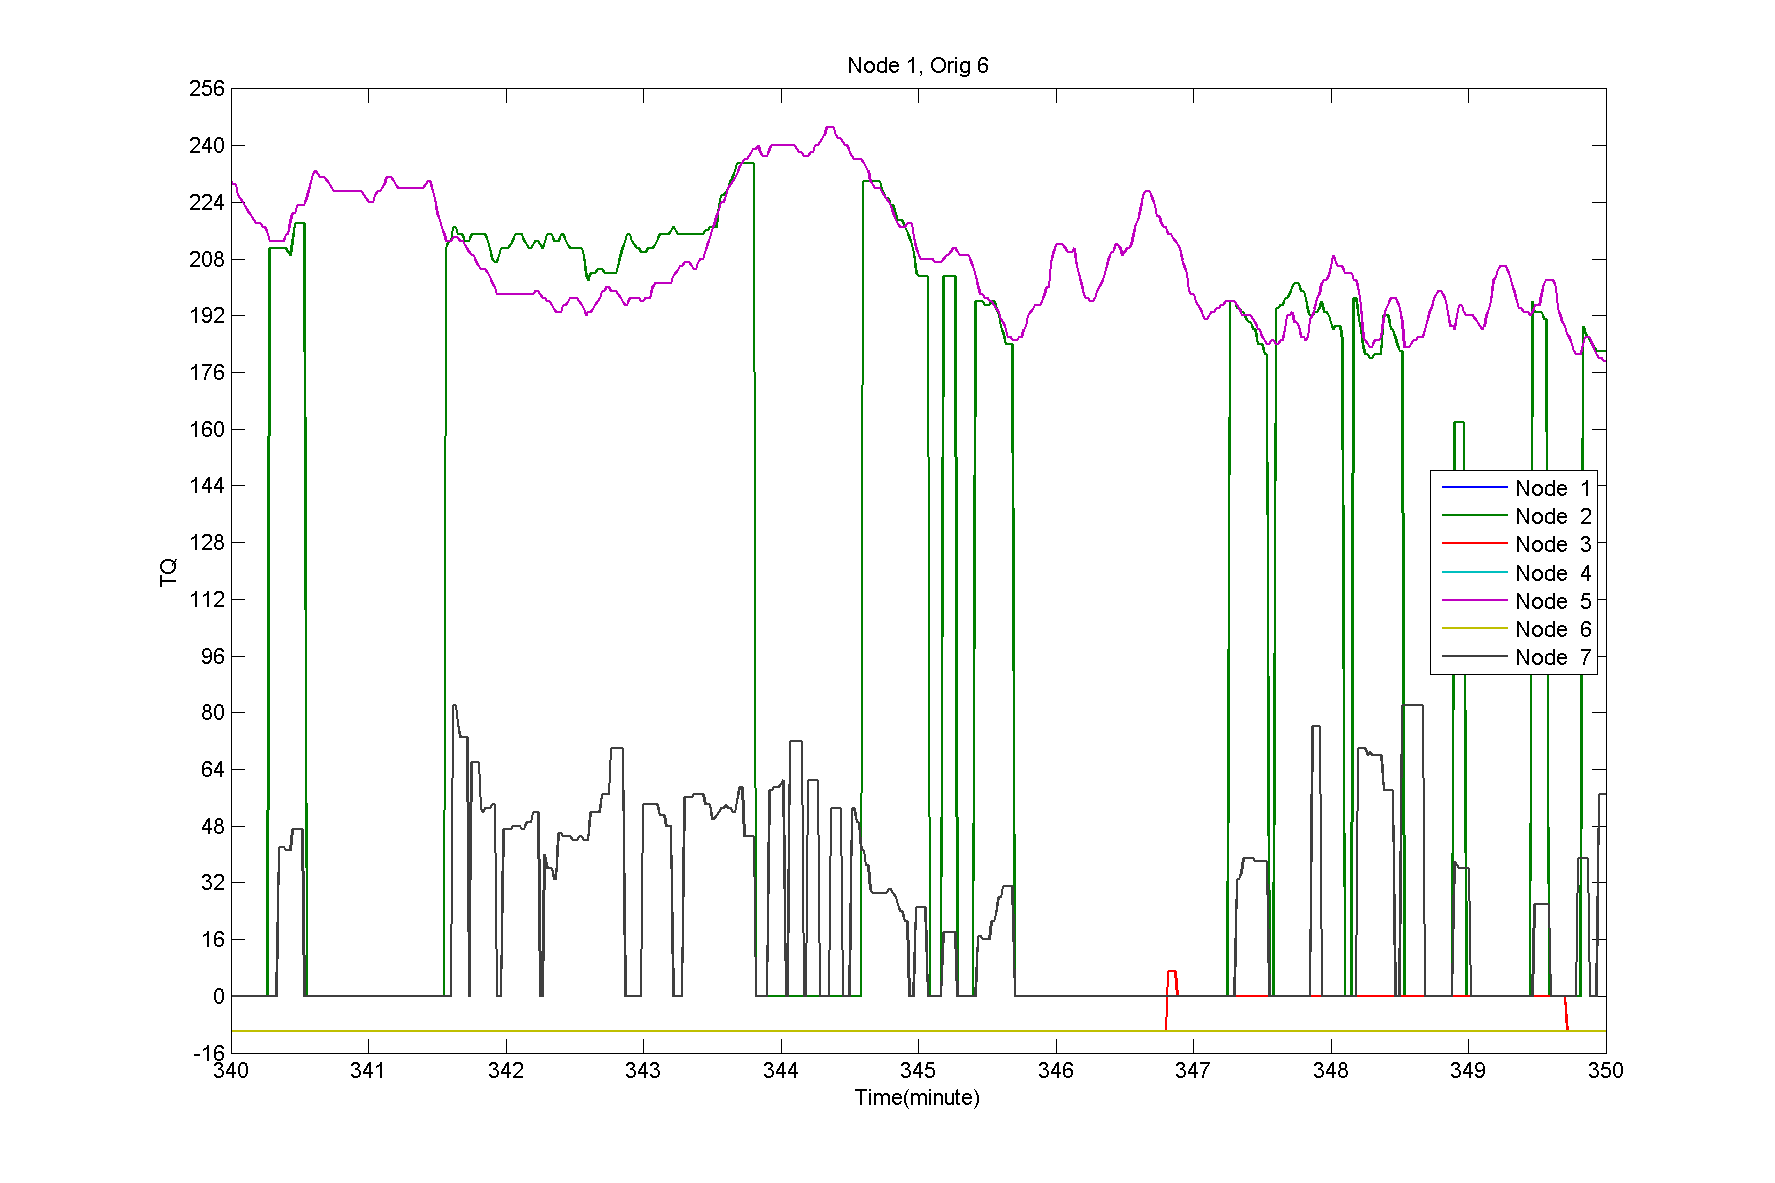 Node 1, Orig 6
256
240
224
208
192
176
160
144
128
112
96
80
64
48
32
16
0
-16
TQ
Node 1
Node 2
Node 3
Node 4
Node 5
Node 6
Node 7
340 341 342 343 344 345 346 347 348 349 350
Time(minute)